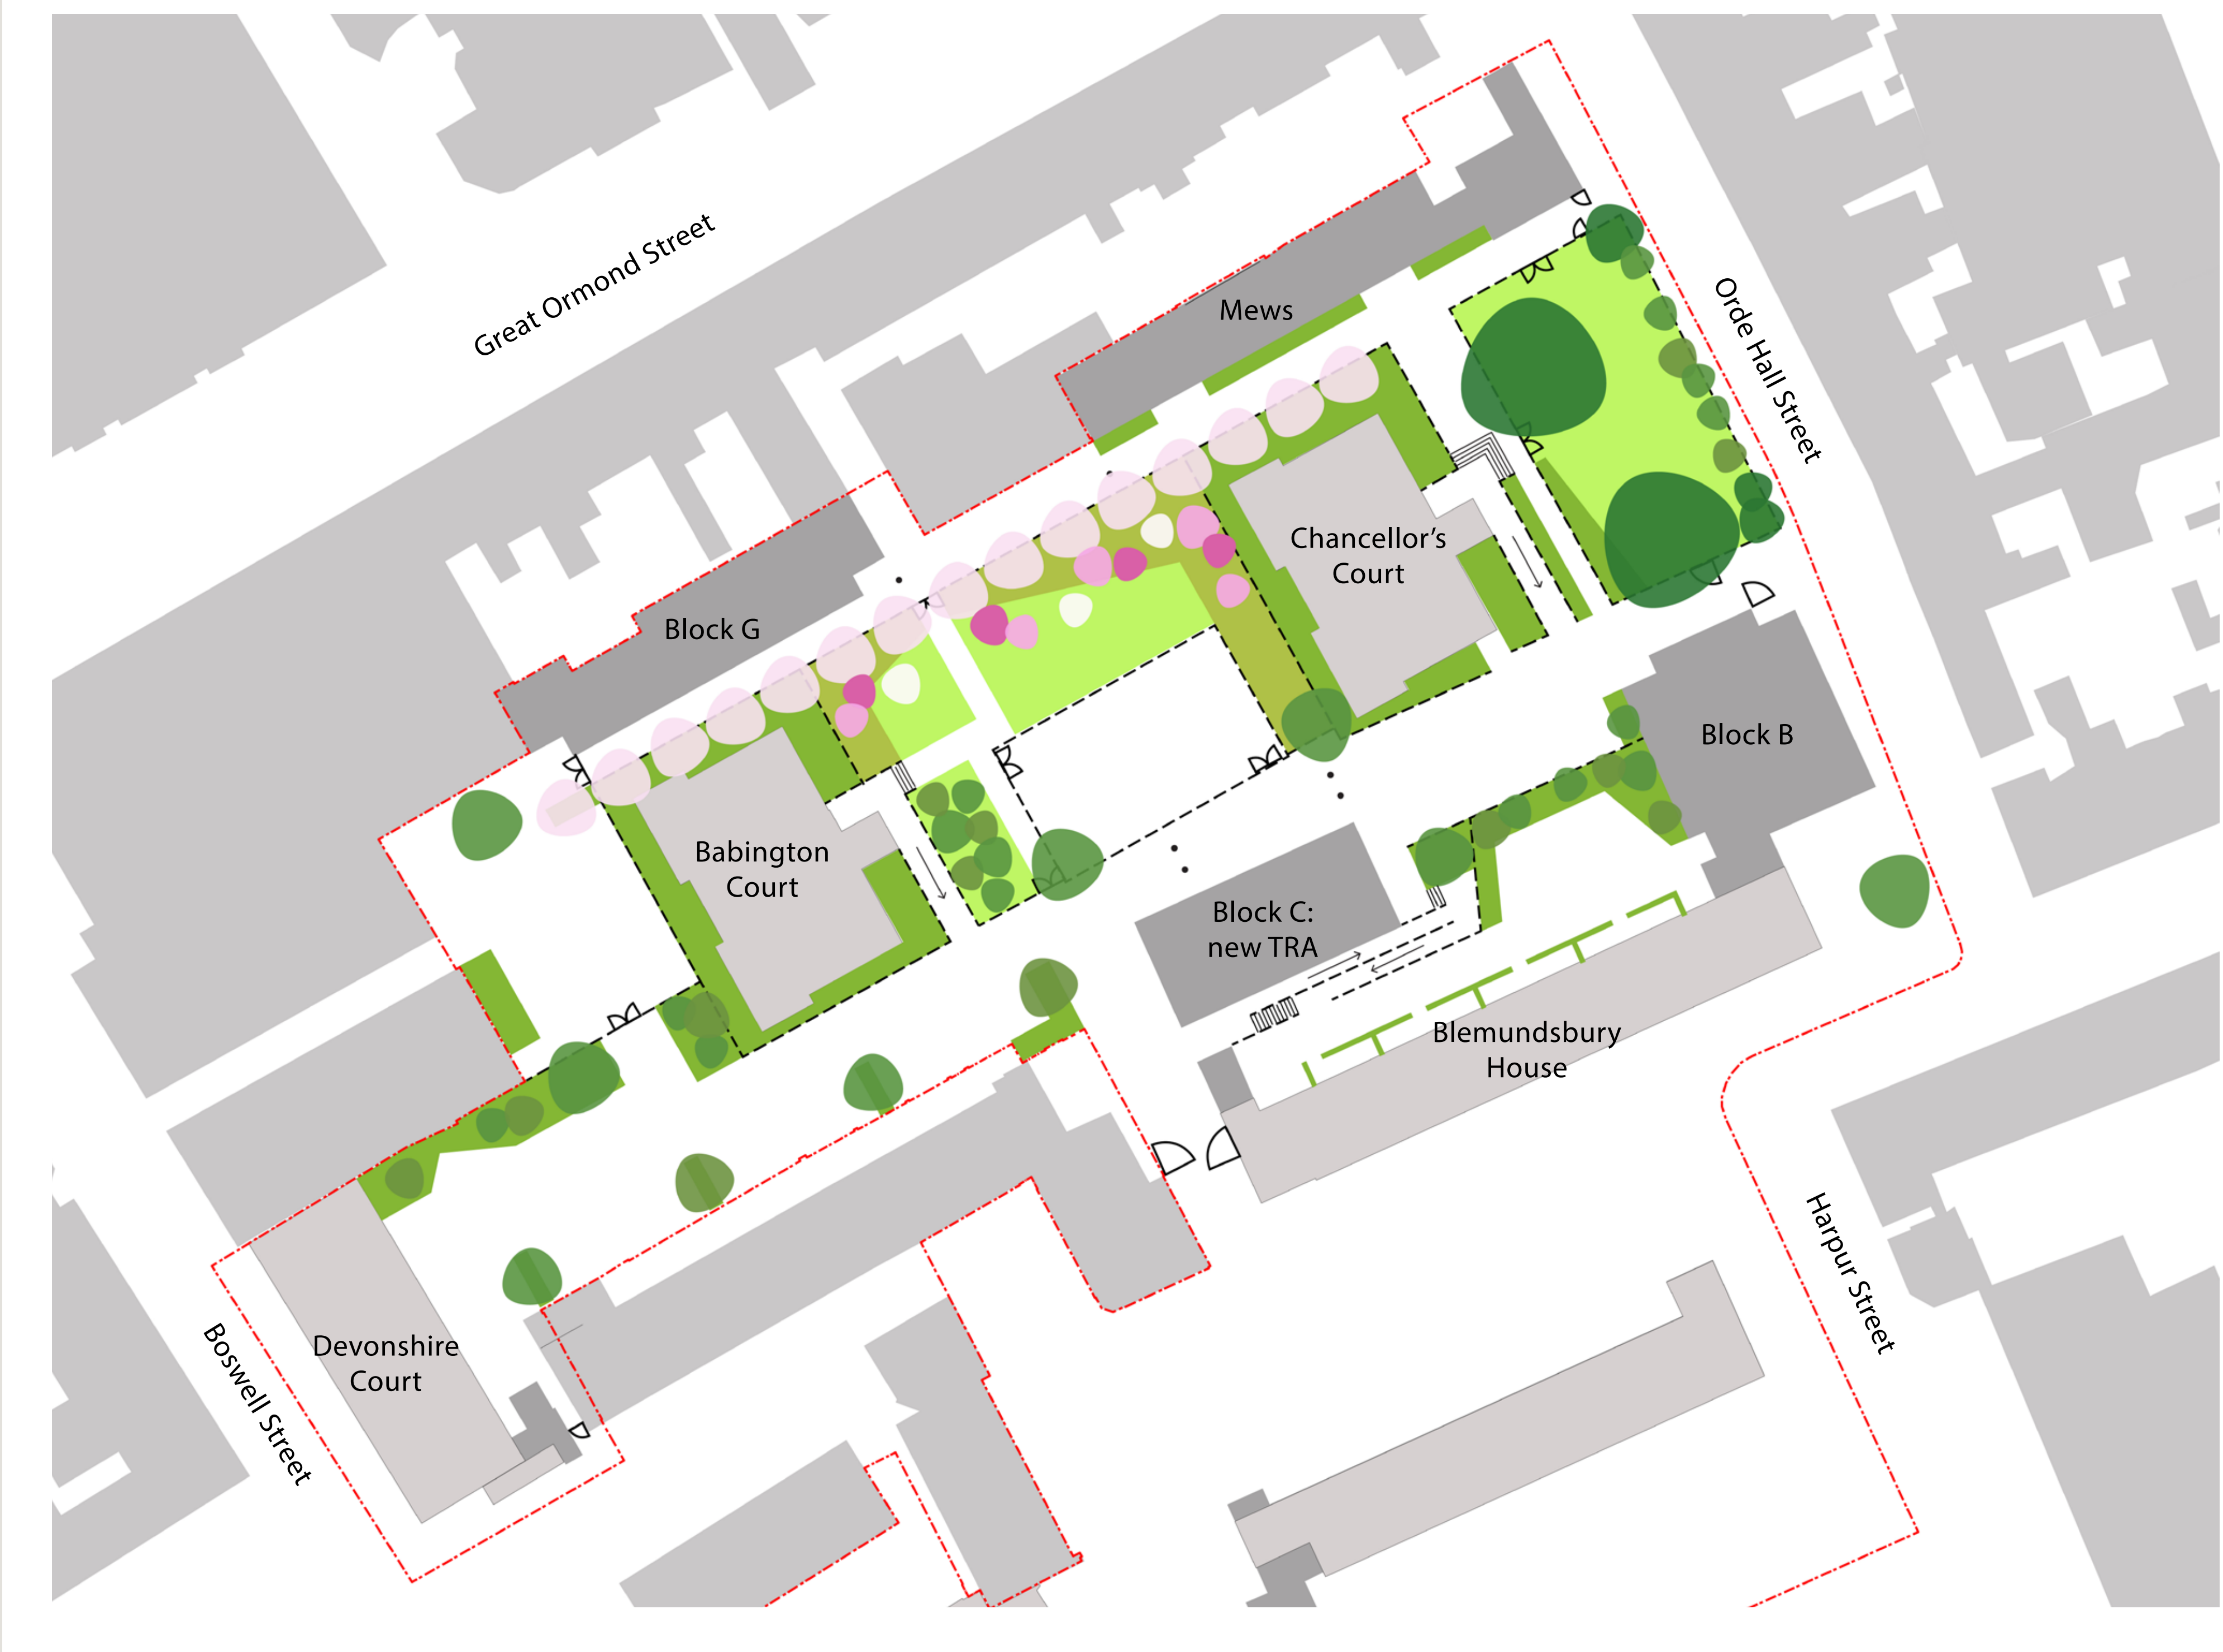 Great Ormond Street
Mews
Orde Hall Street
Chancellor’s
Court
Block G
Block B
Babington
Court
Block C:
new TRA
Blemundsbury
House
Harpur Street
Devonshire
Court
Boswell Street